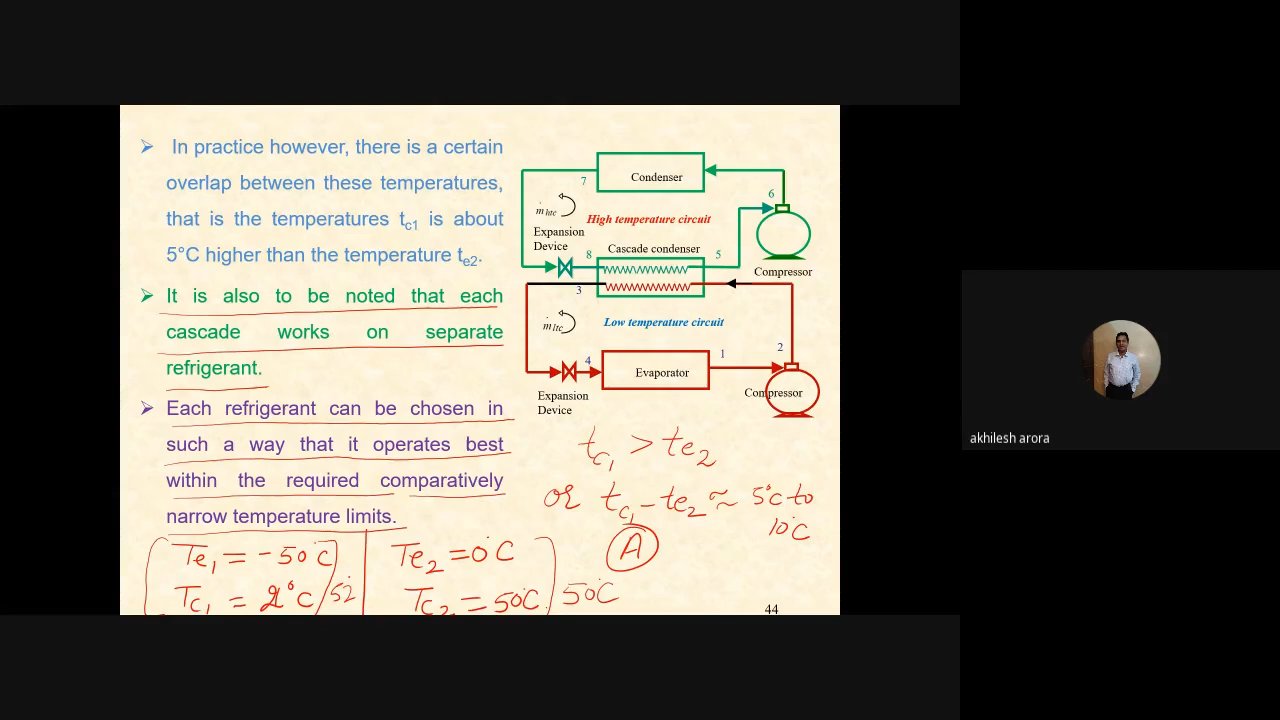 ➢ In practice however, there is a certain
overlap between these temperatures,
that is the temperatures tc1 is about
5°C higher than the temperature te2.
➢ It is also to be noted that each
cascade works on separate
refrigerant.
➢ Each refrigerant can be chosen in
such a way that it operates best
within the required comparatively
narrow temperature limits.
Te1 = -50°C
Tc1 = 2°C/52
Te2 = 0°C
Tc2 = 50°C/50°C
Condenser
7
6
ṁhtc
High temperature circuit
Expansion
Device
Cascade condenser
8
5
Compressor
3
ṁltc
Low temperature circuit
2
4
1
Evaporator
Expansion
Device
Compressor
tc1 > te2
or tc1 - te2 ≈ 5°C to
10°C
A
44
akhilesh arora